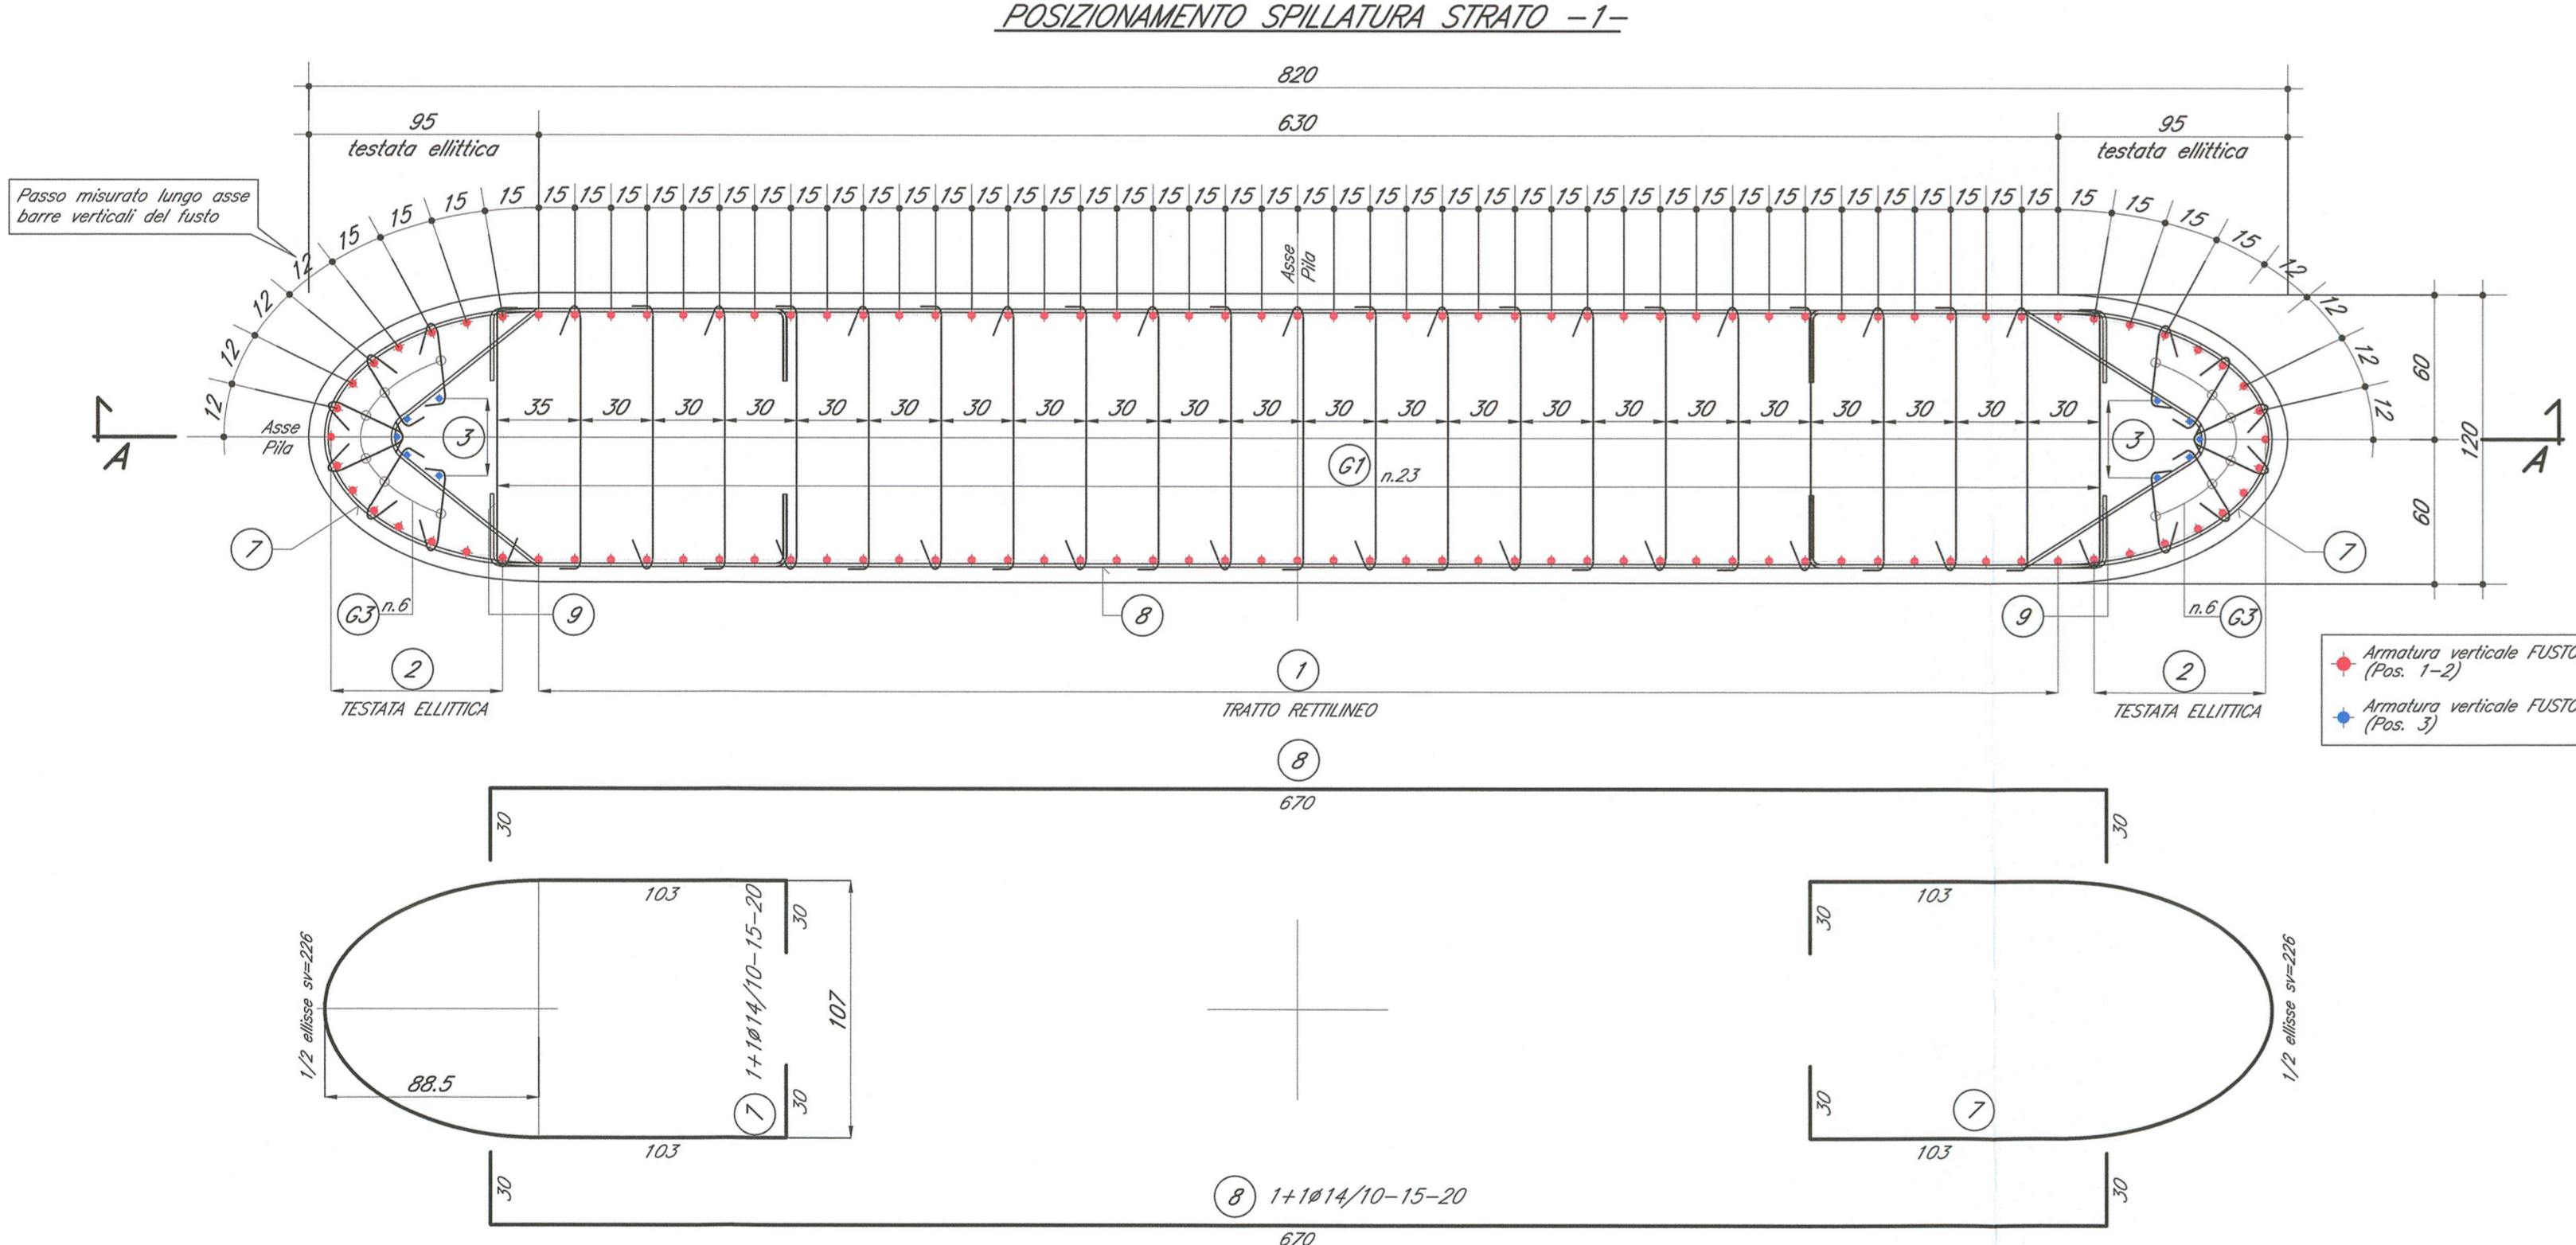 POSIZIONAMENTO SPILLATURA STRATO -1-
820
95
630
95
testata ellittica
testata ellittica
Passo misurato lungo asse
barre verticali del fusto
12
12
12
12
15
15
15
15 15 15 15 15 15 15 15 15 15 15 15 15 15 15 15 15 15 15 15 15 15 15 15 15 15 15 15 15 15 15 15 15 15 15 15 15 15 15 15 15 15 15 15
15
15
15
12
12
12
12
Asse
Pila
Asse
Pila
A
A
3
35 30 30 30 30 30 30 30 30 30 30 30 30 30 30 30 30 30 30 30 30 30
3
G1 n.23
60
60
120
7
7
G3 n.6
9
8
9
n.6 G3
2
1
2
TESTATA ELLITTICA
TRATTO RETTILINEO
TESTATA ELLITTICA
Armatura verticale FUSTO
(Pos. 1-2)
Armatura verticale FUSTO
(Pos. 3)
8
670
30
30
103
103
30
30
1/2 ellisse sv=226
88.5
7 1+1ø14/10-15-20
107
30
30
7
1/2 ellisse sv=226
103
103
30
30
8 1+1ø14/10-15-20
670